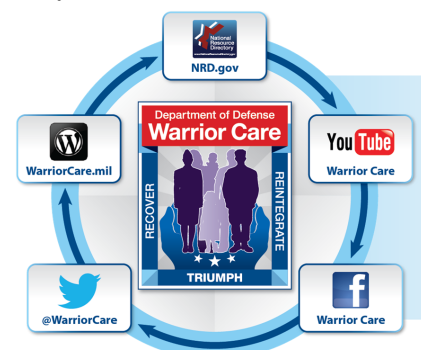 National
Resource
Directory
NRD.gov
YouTube
Warrior Care
Warrior Care
@WarriorCare
WarriorCare.mil
Department of Defense
Warrior Care
RECOVER
REINTEGRATE
TRIUMPH